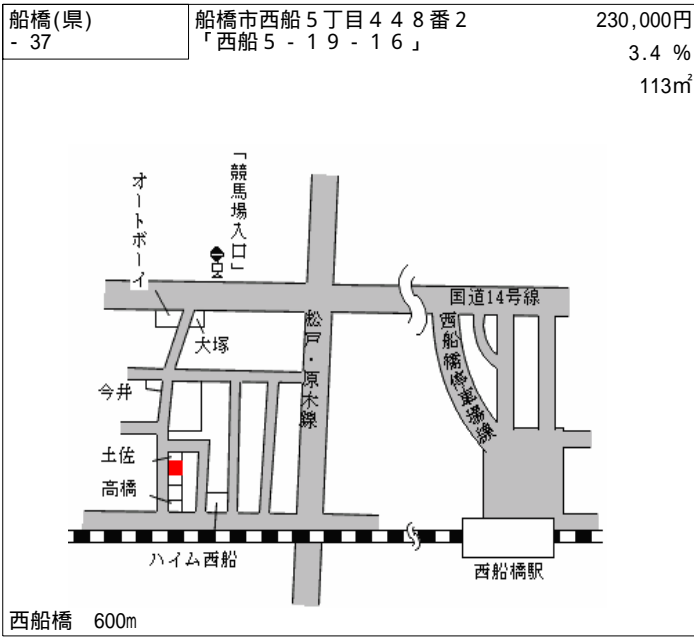 船橋(県)
- 37
船橋市西船５丁目４４８番２
「西船５‐１９‐１６」
230,000円
3.4 %
113㎡
「競馬場入口」
オートボーイ
国道14号線
大塚
松戸・原木線
西船橋停車場線
今井
土佐
高橋
ハイム西船
西船橋駅
西船橋　600m